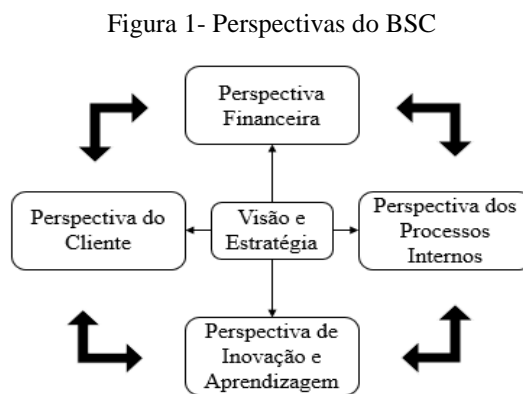 Figura 1- Perspectivas do BSC
Perspectiva
Financeira
Perspectiva do
Cliente
Visão e
Estratégia
Perspectiva dos
Processos
Internos
Perspectiva de
Inovação e
Aprendizagem